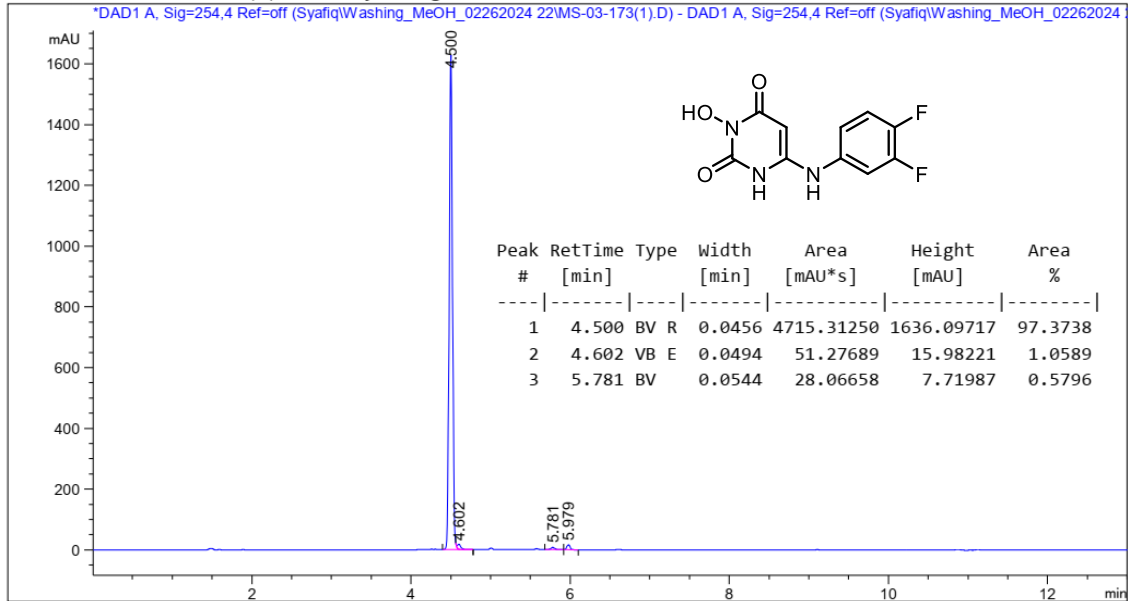 *DAD1 A, Sig=254,4 Ref=off (Syafiq\Washing_MeOH_02262024 22\MS-03-173(1).D) - DAD1 A, Sig=254,4 Ref=off (Syafiq\Washing_MeOH_02262024
mAU
1600
1400
1200
1000
800
600
400
200
0
4.500
4.602
5.781
5.979
O
HO
N
O
N
H
N
H
F
F
Peak RetTime Type Width Area Height Area
# [min] [min] [mAU*s] [mAU] %
----|-------|----|-------|----------|----------|--------|
1 4.500 BV R 0.0456 4715.31250 1636.09717 97.3738
2 4.602 VB E 0.0494 51.27689 15.98221 1.0589
3 5.781 BV 0.0544 28.06658 7.71987 0.5796
2 4 6 8 10 12 min